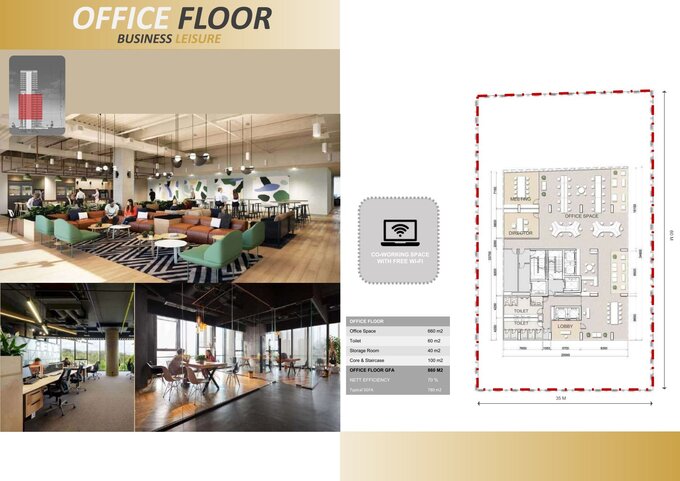 OFFICE FLOOR
BUSINESS LEISURE
CO-WORKING SPACE
WITH FREE WI-FI
OFFICE FLOOR
Office Space 660 m2
Toilet 60 m2
Storage Room 40 m2
Core & Staircase 100 m2
OFFICE FLOOR GFA 860 M2
NETT EFFICIENCY 70 %
MEETING
OFFICE SPACE
DIRECTOR
TOILET
TOILET
LOBBY
60 M
35 M